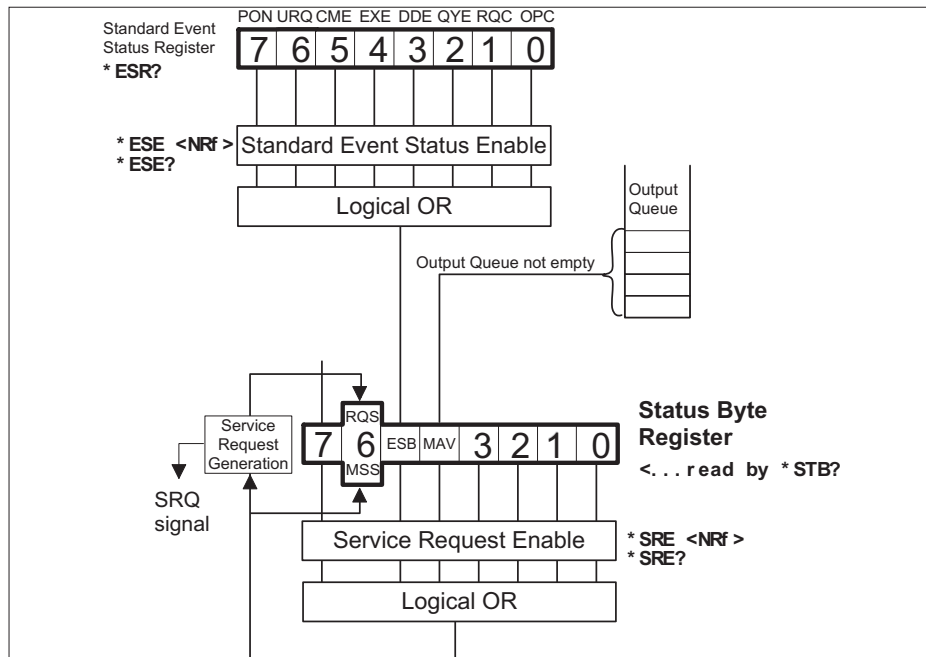 PON URQ CME EXE DDE QYE RQC OPC
Standard Event
Status Register
* ESR?
7 6 5 4 3 2 1 0
* ESE <NRf>
* ESE?
Standard Event Status Enable
Logical OR
Output
Queue
Output Queue not empty
Service
Request
Generation
SRQ
signal
RQS
7 6 ESB MAV 3 2 1 0
MSS
Status Byte
Register
<...read by *STB?
Service Request Enable
* SRE <NRf>
* SRE?
Logical OR